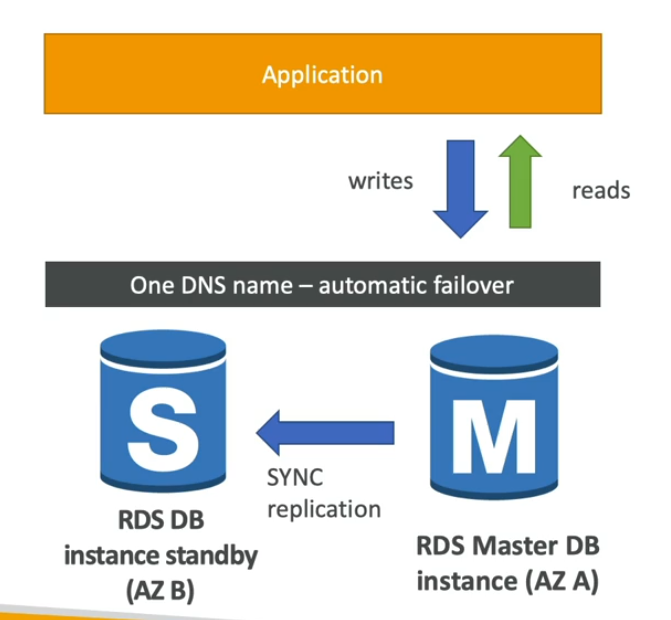 Application
writes
reads
One DNS name – automatic failover
S
M
SYNC
replication
RDS DB
instance standby
(AZ B)
RDS Master DB
instance (AZ A)